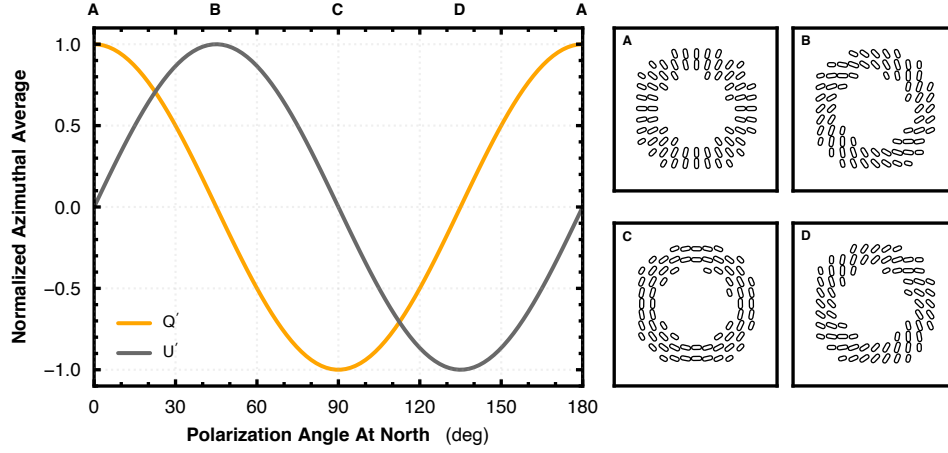 A B C D A
Normalized Azimuthal Average
1.0
0.5
0.0
−0.5
−1.0
Q′
U′
0 30 60 90 120 150 180
Polarization Angle At North (deg)
A
B
C
D